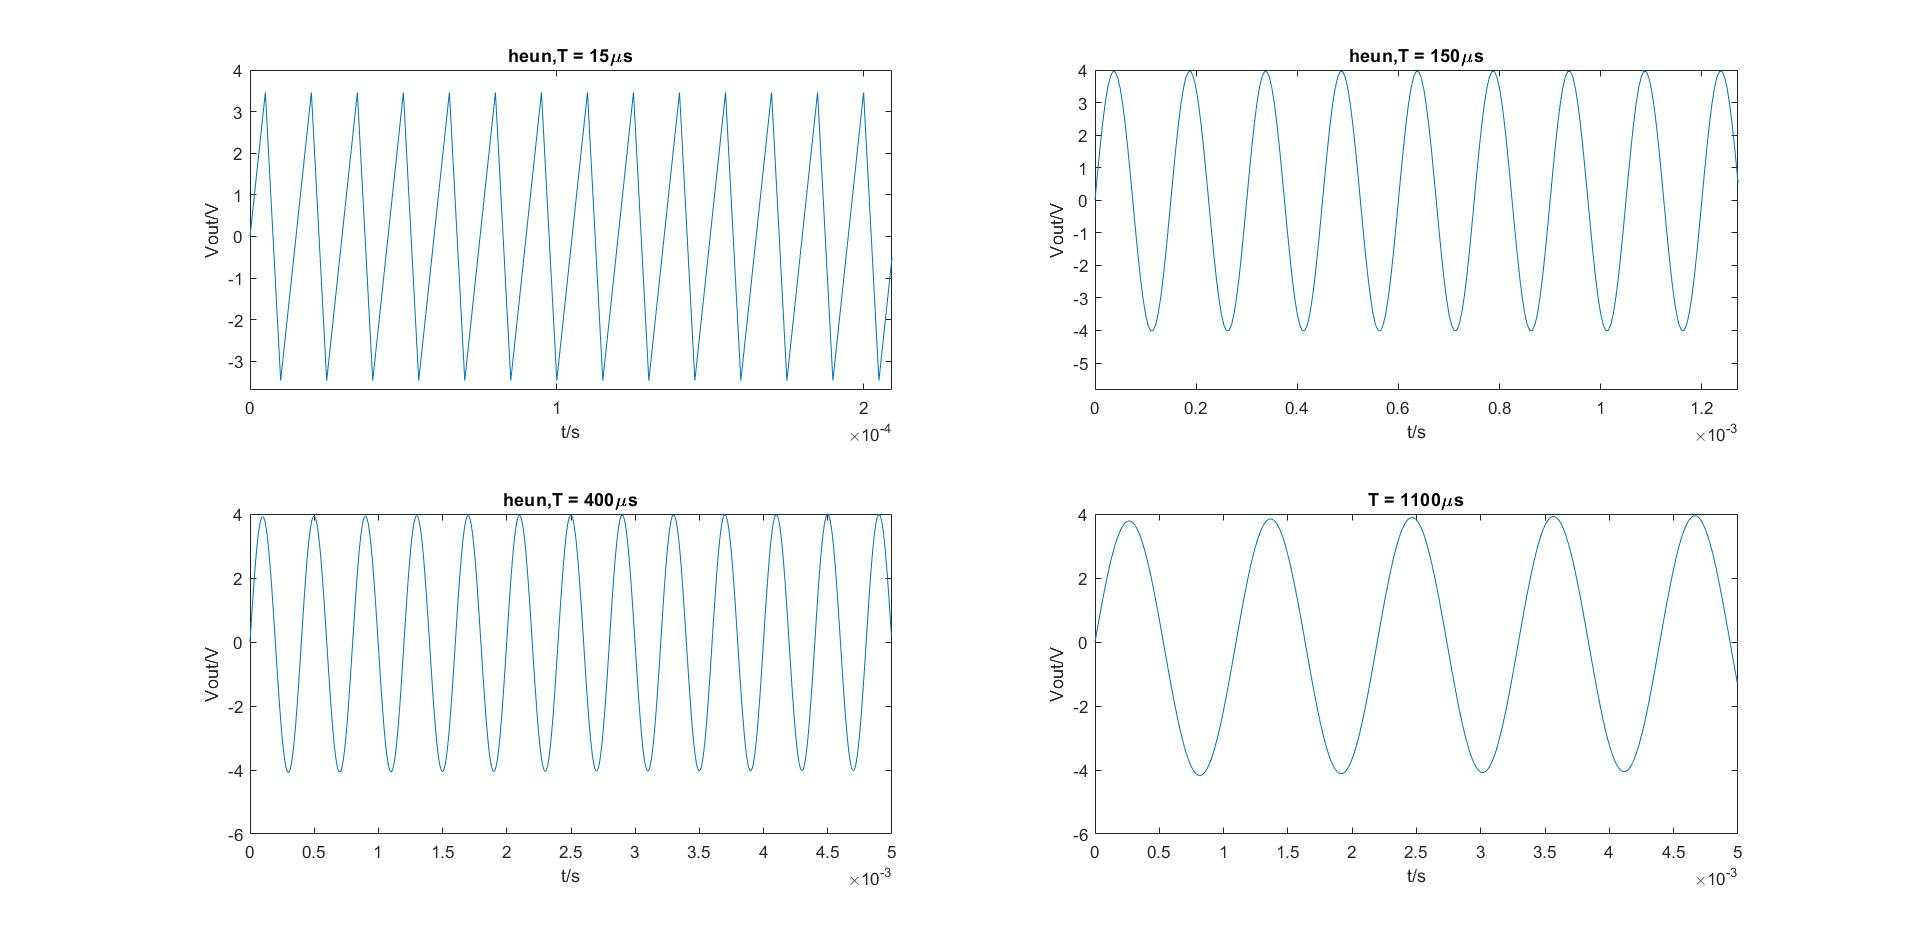 heun,T = 15μs
4
3
2
1
0
-1
-2
-3
Vout/V
0 1 2
t/s
×10-4
heun,T = 150μs
4
3
2
1
0
-1
-2
-3
-4
-5
Vout/V
0 0.2 0.4 0.6 0.8 1 1.2
t/s
×10-3
heun,T = 400μs
4
2
0
-2
-4
-6
Vout/V
0 0.5 1 1.5 2 2.5 3 3.5 4 4.5 5
t/s
×10-3
T = 1100μs
4
2
0
-2
-4
-6
Vout/V
0 0.5 1 1.5 2 2.5 3 3.5 4 4.5 5
t/s
×10-3